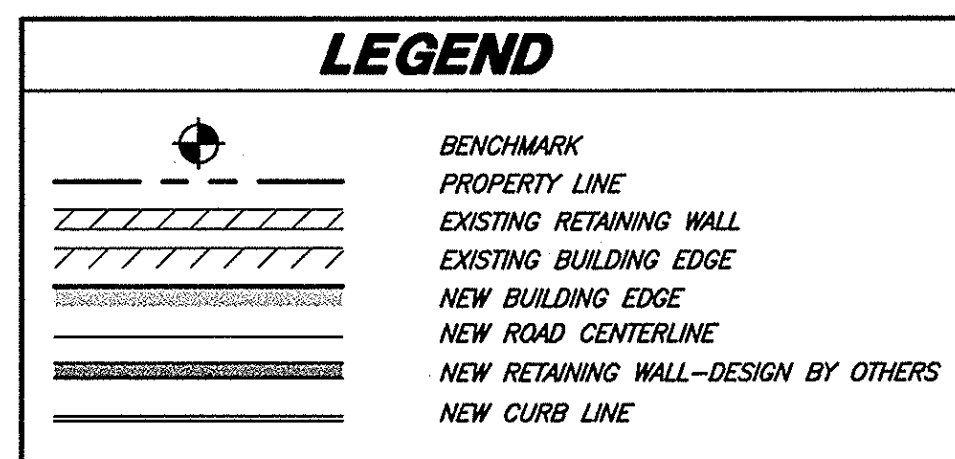 LEGEND
BENCHMARK
PROPERTY LINE
EXISTING RETAINING WALL
EXISTING BUILDING EDGE
NEW BUILDING EDGE
NEW ROAD CENTERLINE
NEW RETAINING WALL-DESIGN BY OTHERS
NEW CURB LINE